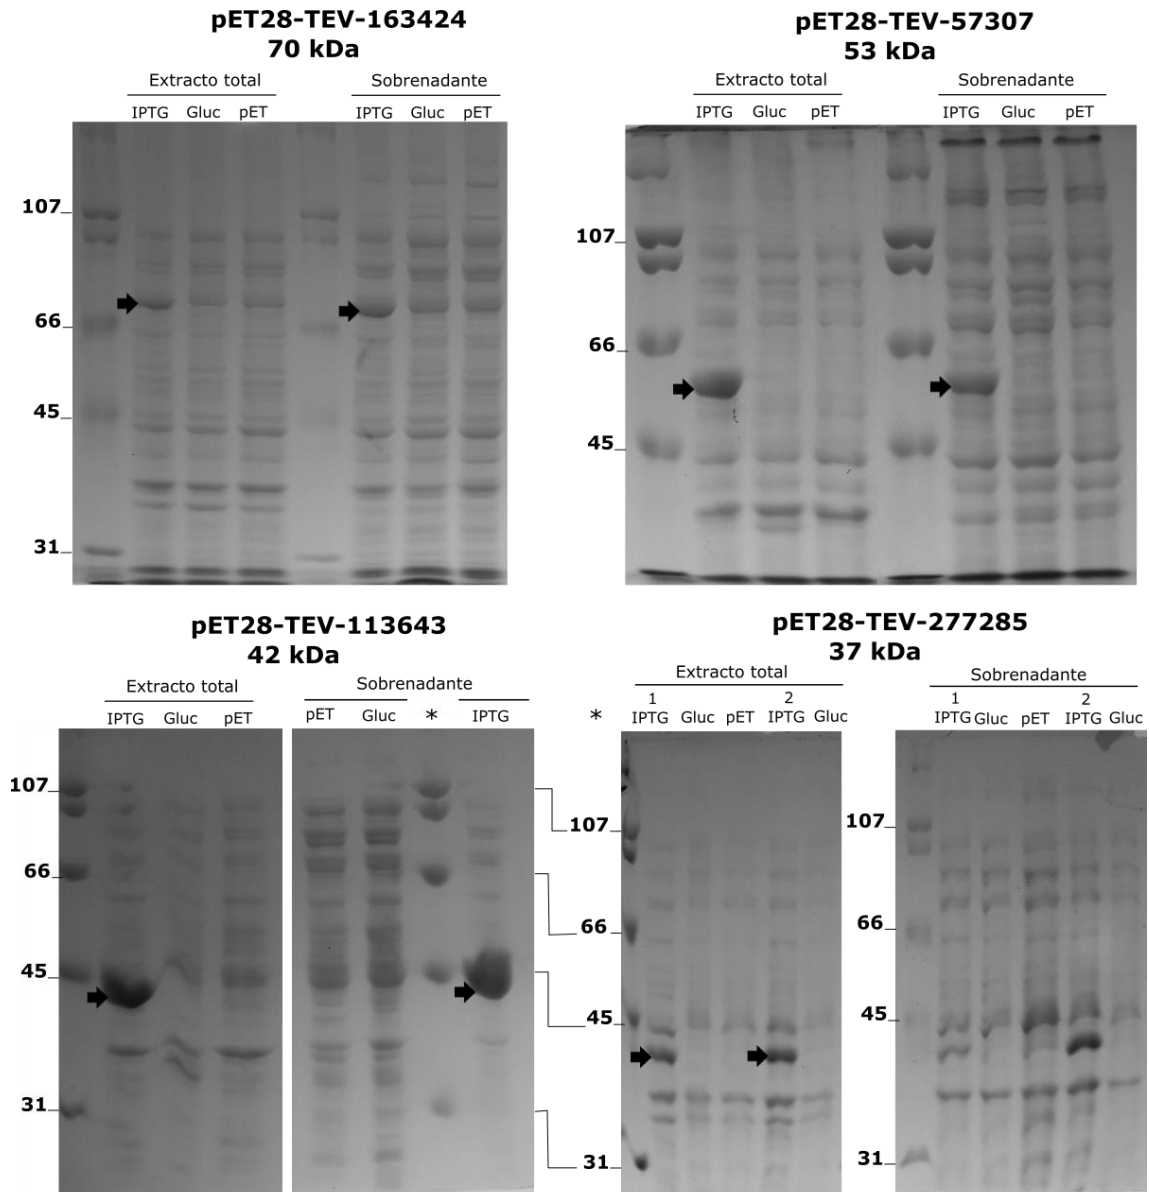 pET28-TEV-163424
70 kDa
Extracto total
Sobrenadante
IPTG Gluc pET
IPTG Gluc pET
107
66
45
31
pET28-TEV-57307
53 kDa
Extracto total
Sobrenadante
IPTG Gluc pET
IPTG Gluc pET
107
66
45
pET28-TEV-113643
42 kDa
Extracto total
Sobrenadante
IPTG Gluc pET
pET Gluc * IPTG
107
66
45
31
pET28-TEV-277285
37 kDa
Extracto total
Sobrenadante
1 2
* IPTG Gluc pET IPTG Gluc
1 2
IPTG Gluc pET IPTG Gluc
107
66
45
31
107
66
45
31